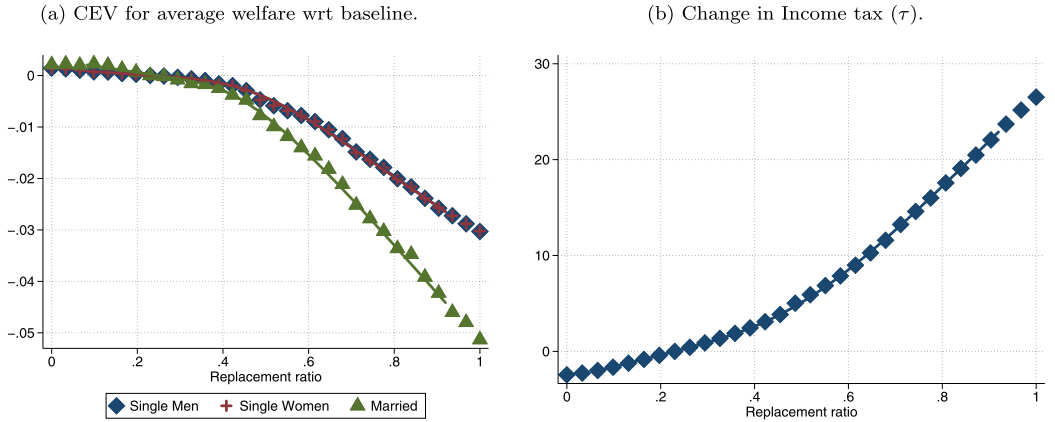 (a) CEV for average welfare wrt baseline.
0
−.01
−.02
−.03
−.04
−.05
0 .2 .4 .6 .8 1
Replacement ratio
Single Men Single Women Married
(b) Change in Income tax (τ).
30
20
10
0
0 .2 .4 .6 .8 1
Replacement ratio